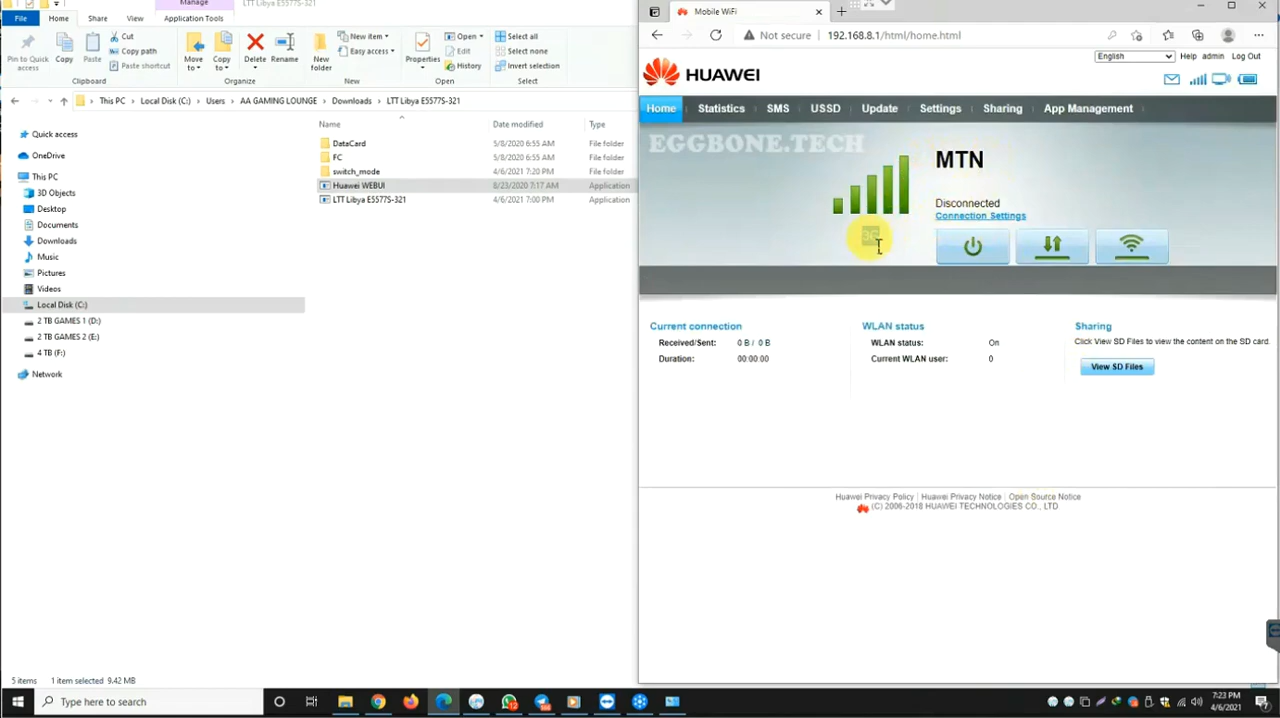 Manage
LTT Libya E5577S-321
File
Home
Share
View
Application Tools
Pin to Quick access
Copy
Paste
Cut
Copy path
Paste shortcut
Clipboard
Move to
Copy to
Delete
Rename
Organize
New folder
New item
Easy access
New
Properties
Open
Edit
History
Open
Select all
Select none
Invert selection
Select
This PC > Local Disk (C:) > Users > AA GAMING LOUNGE > Downloads > LTT Libya E5577S-321
Name
Date modified
Type
Quick access
OneDrive
This PC
3D Objects
Desktop
Documents
Downloads
Music
Pictures
Videos
Local Disk (C:)
2 TB GAMES 1 (D:)
2 TB GAMES 2 (E:)
4 TB (F:)
Network
DataCard 5/8/2020 6:55 AM File folder
FC 5/8/2020 6:55 AM File folder
switch_mode 4/6/2021 7:20 PM File folder
Huawei WEBUI 8/23/2020 7:17 AM Application
LTT Libya E5577S-321 4/6/2021 7:00 PM Application
5 items
1 item selected 9.42 MB
Mobile WiFi
Not secure | 192.168.8.1/html/home.html
English
Help admin Log Out
HUAWEI
Home Statistics SMS USSD Update Settings Sharing App Management
EGGBONE.TECH
MTN
Disconnected
Connection Settings
3G
Current connection
Received/Sent: 0 B / 0 B
Duration: 00:00:00
WLAN status
WLAN status: On
Current WLAN user: 0
Sharing
Click View SD Files to view the content on the SD card.
View SD Files
Huawei Privacy Policy | Huawei Privacy Notice | Open Source Notice
(C) 2006-2018 HUAWEI TECHNOLOGIES CO., LTD
Type here to search
7:23 PM
4/6/2021